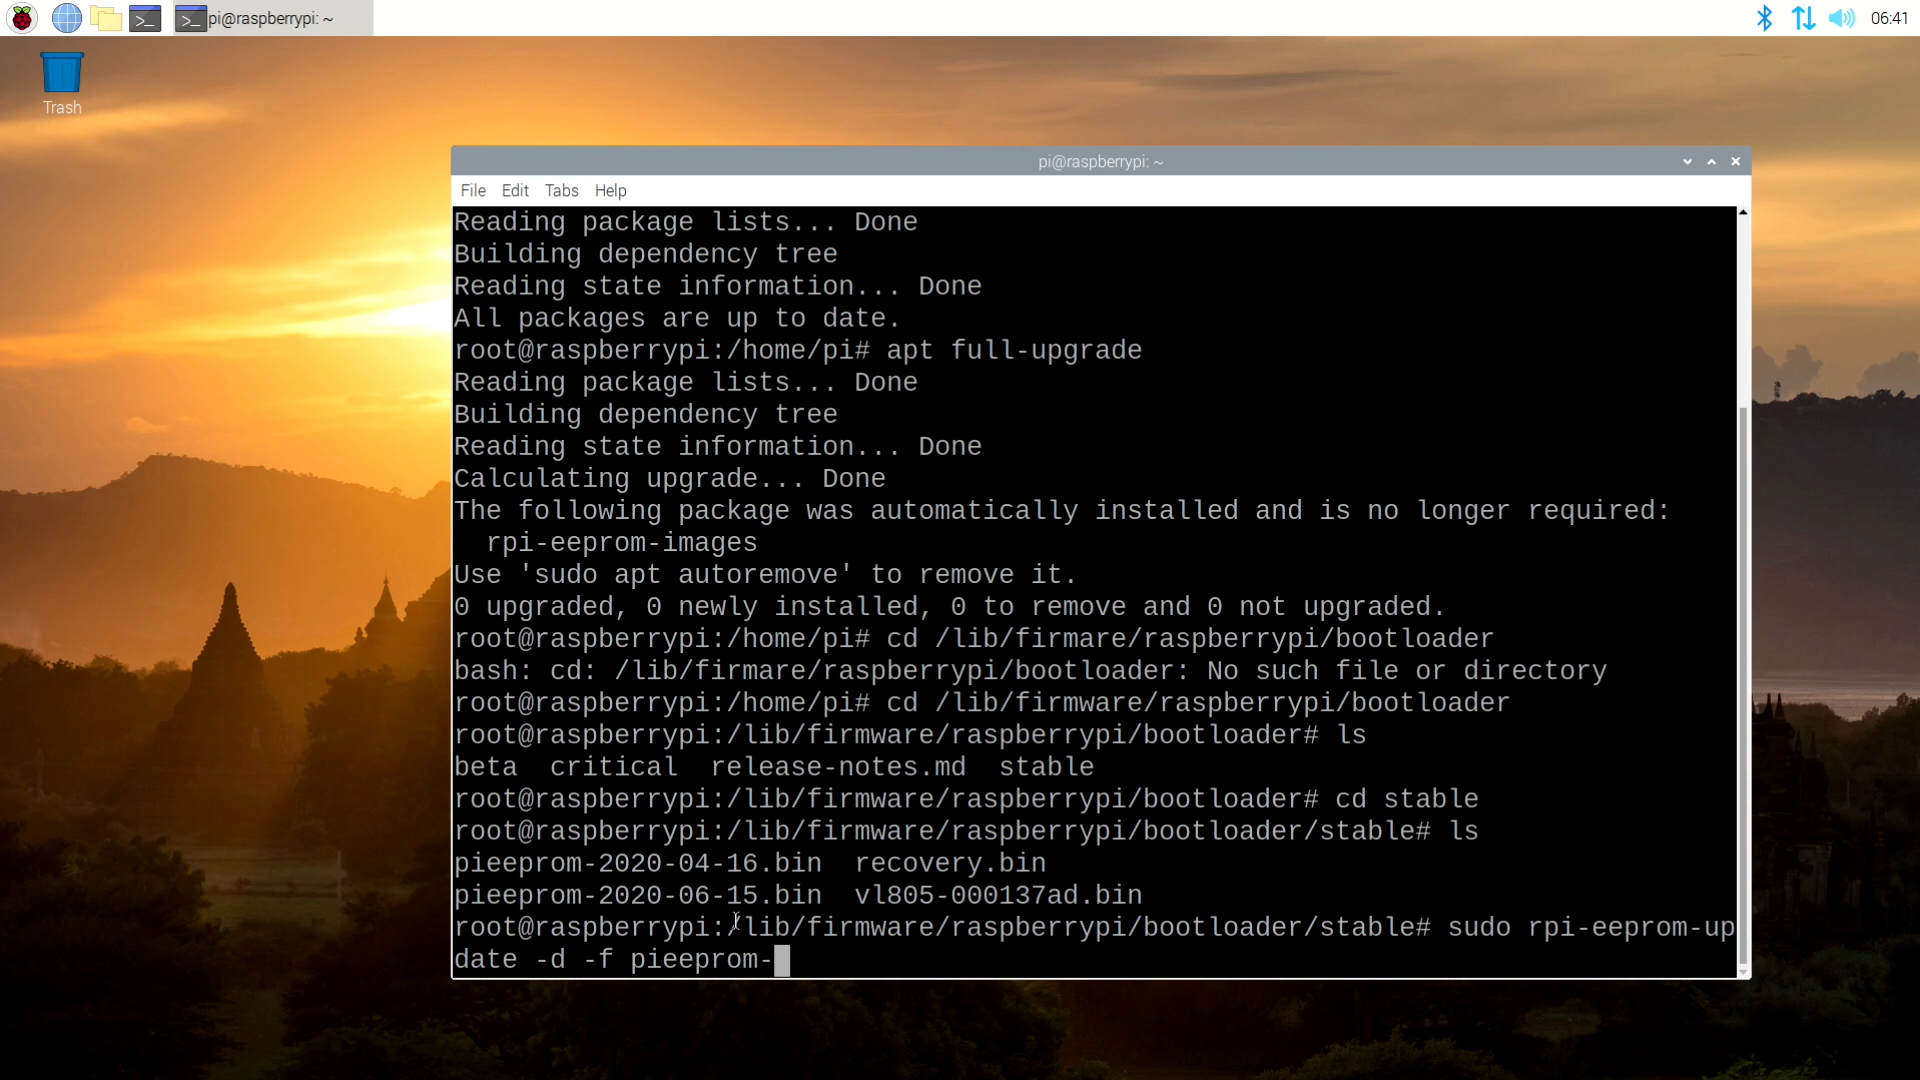 >_ >_ pi@raspberrypi: ~ 06:41
Trash
pi@raspberrypi: ~
File Edit Tabs Help
Reading package lists... Done
Building dependency tree
Reading state information... Done
All packages are up to date.
root@raspberrypi:/home/pi# apt full-upgrade
Reading package lists... Done
Building dependency tree
Reading state information... Done
Calculating upgrade... Done
The following package was automatically installed and is no longer required:
  rpi-eeprom-images
Use 'sudo apt autoremove' to remove it.
0 upgraded, 0 newly installed, 0 to remove and 0 not upgraded.
root@raspberrypi:/home/pi# cd /lib/firmare/raspberrypi/bootloader
bash: cd: /lib/firmare/raspberrypi/bootloader: No such file or directory
root@raspberrypi:/home/pi# cd /lib/firmware/raspberrypi/bootloader
root@raspberrypi:/lib/firmware/raspberrypi/bootloader# ls
beta  critical  release-notes.md  stable
root@raspberrypi:/lib/firmware/raspberrypi/bootloader# cd stable
root@raspberrypi:/lib/firmware/raspberrypi/bootloader/stable# ls
pieeprom-2020-04-16.bin  recovery.bin
pieeprom-2020-06-15.bin  vl805-000137ad.bin
root@raspberrypi:/lib/firmware/raspberrypi/bootloader/stable# sudo rpi-eeprom-up
date -d -f pieeprom-